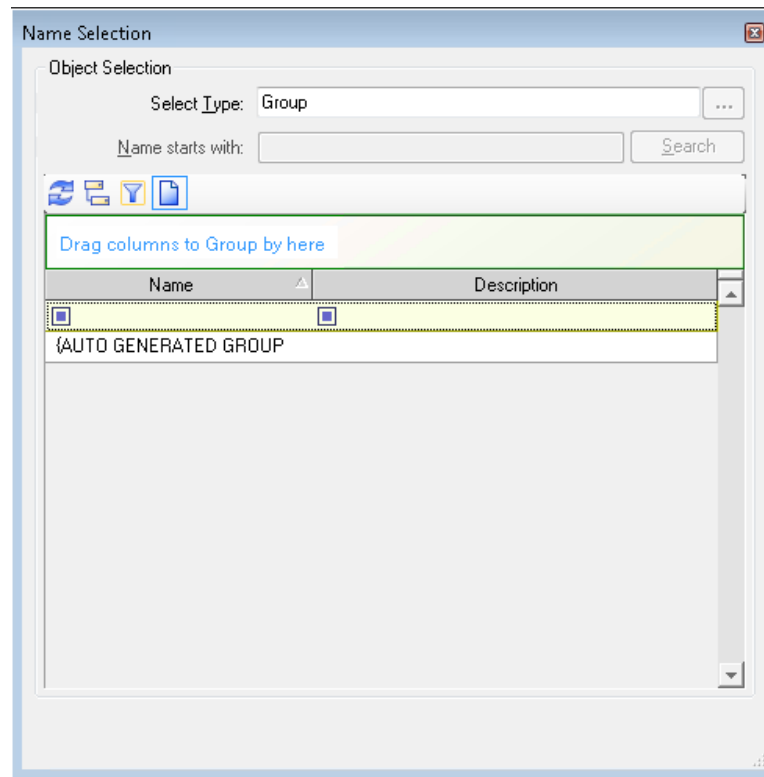 Name Selection
Object Selection
Select Type: Group ...
Name starts with: Search
Drag columns to Group by here
Name Description
{AUTO GENERATED GROUP